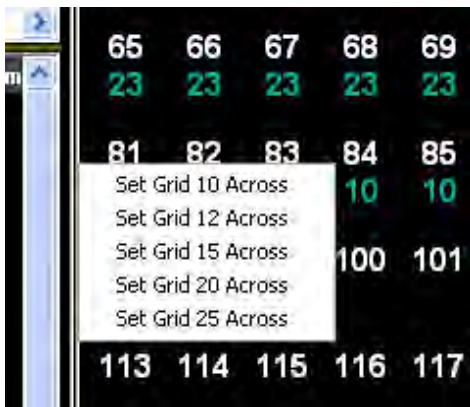 65 66 67 68 69
m
23 23 23 23 23
81 82 83 84 85
Set Grid 10 Across
10 10
Set Grid 12 Across
Set Grid 15 Across
100 101
Set Grid 20 Across
Set Grid 25 Across
113 114 115 116 117